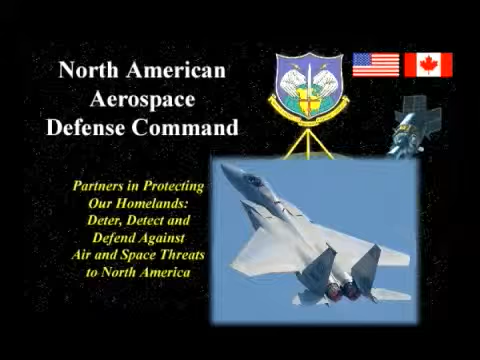 North American
Aerospace
Defense Command
Partners in Protecting
Our Homelands:
Deter, Detect and
Defend Against
Air and Space Threats
to North America